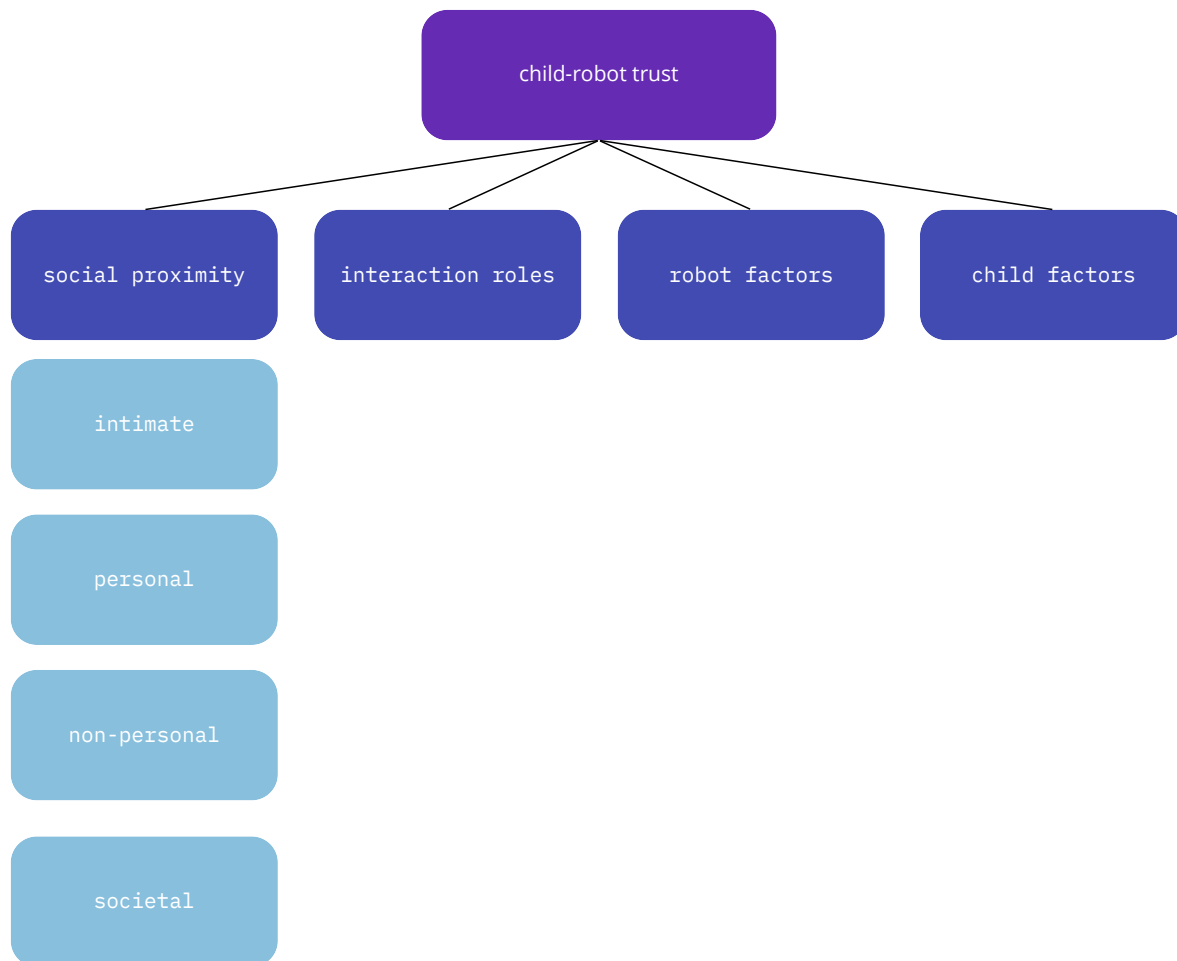 child-robot trust
social proximity
interaction roles
robot factors
child factors
intimate
personal
non-personal
societal